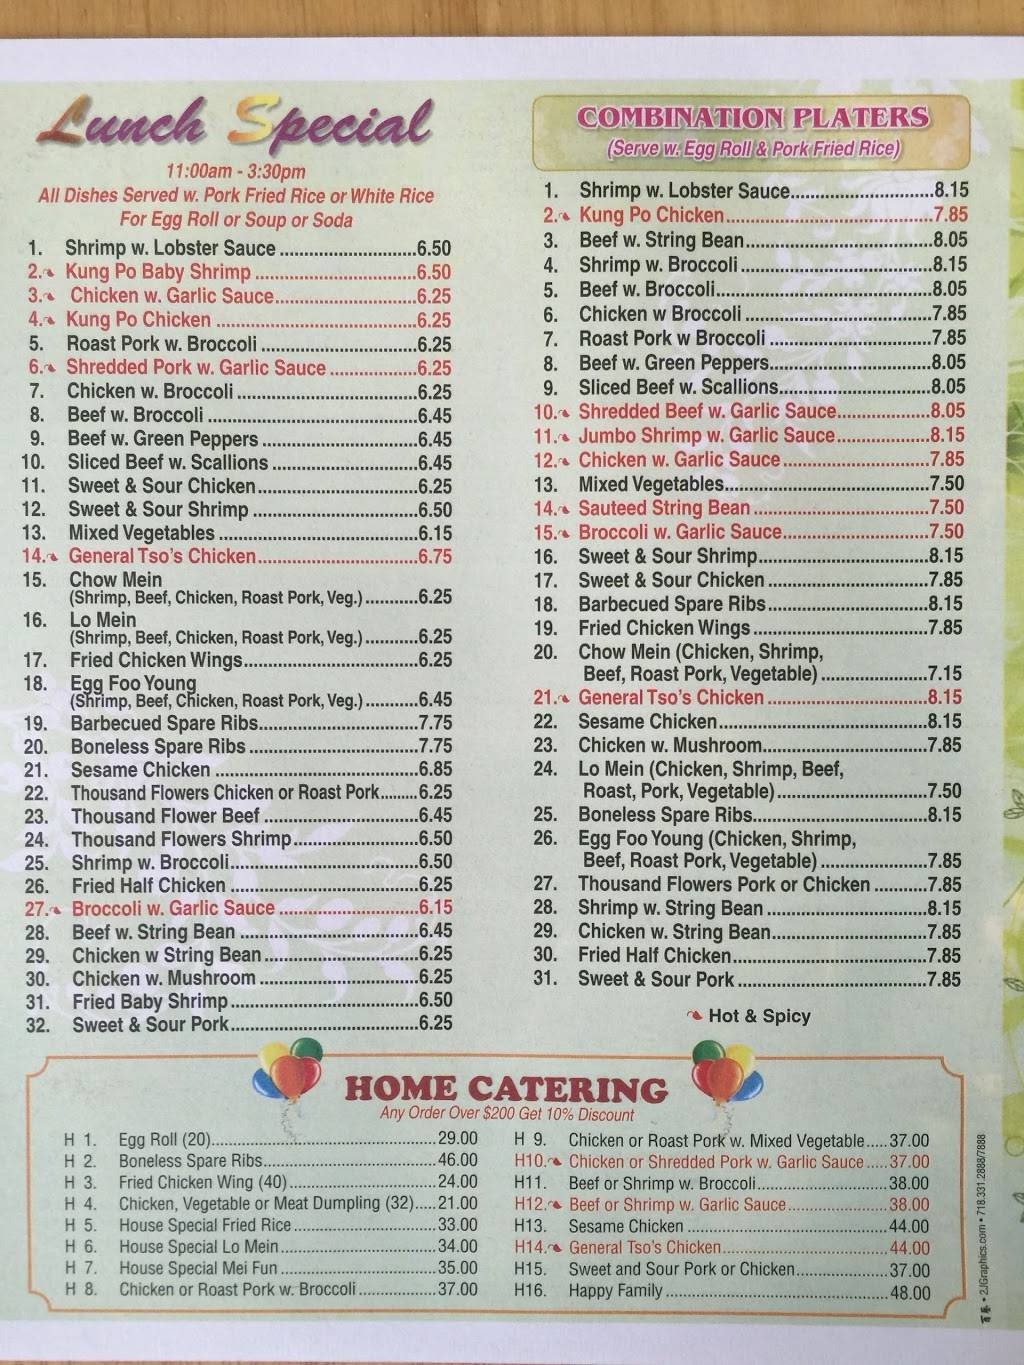 Lunch Special
11:00am - 3:30pm
All Dishes Served w. Pork Fried Rice or White Rice
For Egg Roll or Soup or Soda
1. Shrimp w. Lobster Sauce ........................6.50
2. Kung Po Baby Shrimp ............................6.50
3. Chicken w. Garlic Sauce........................6.25
4. Kung Po Chicken ...................................6.25
5. Roast Pork w. Broccoli ...........................6.25
6. Shredded Pork w. Garlic Sauce ...............6.25
7. Chicken w. Broccoli ...............................6.25
8. Beef w. Broccoli ....................................6.45
9. Beef w. Green Peppers ...........................6.45
10. Sliced Beef w. Scallions .........................6.45
11. Sweet & Sour Chicken............................6.25
12. Sweet & Sour Shrimp .............................6.50
13. Mixed Vegetables ..................................6.15
14. General Tso's Chicken............................6.75
15. Chow Mein
(Shrimp, Beef, Chicken, Roast Pork, Veg.) ..........6.25
16. Lo Mein
(Shrimp, Beef, Chicken, Roast Pork, Veg.) ..........6.25
17. Fried Chicken Wings..............................6.25
18. Egg Foo Young
(Shrimp, Beef, Chicken, Roast Pork, Veg.) ..........6.45
19. Barbecued Spare Ribs............................7.75
20. Boneless Spare Ribs ..............................7.75
21. Sesame Chicken ...................................6.85
22. Thousand Flowers Chicken or Roast Pork........6.25
23. Thousand Flower Beef ...........................6.45
24. Thousand Flowers Shrimp......................6.50
25. Shrimp w. Broccoli.................................6.50
26. Fried Half Chicken .................................6.25
27. Broccoli w. Garlic Sauce ........................6.15
28. Beef w. String Bean ...............................6.45
29. Chicken w String Bean...........................6.25
30. Chicken w. Mushroom ...........................6.25
31. Fried Baby Shrimp .................................6.50
32. Sweet & Sour Pork.................................6.25
COMBINATION PLATERS
(Serve w. Egg Roll & Pork Fried Rice)
1. Shrimp w. Lobster Sauce..........................8.15
2. Kung Po Chicken .....................................7.85
3. Beef w. String Bean ..................................8.05
4. Shrimp w. Broccoli ...................................8.15
5. Beef w. Broccoli.......................................8.05
6. Chicken w Broccoli ..................................7.85
7. Roast Pork w Broccoli ..............................7.85
8. Beef w. Green Peppers.............................8.05
9. Sliced Beef w. Scallions...........................8.05
10. Shredded Beef w. Garlic Sauce.................8.05
11. Jumbo Shrimp w. Garlic Sauce.................8.15
12. Chicken w. Garlic Sauce ..........................7.85
13. Mixed Vegetables.....................................7.50
14. Sauteed String Bean ................................7.50
15. Broccoli w. Garlic Sauce...........................7.50
16. Sweet & Sour Shrimp...............................8.15
17. Sweet & Sour Chicken .............................7.85
18. Barbecued Spare Ribs.............................8.15
19. Fried Chicken Wings ...............................7.85
20. Chow Mein (Chicken, Shrimp,
Beef, Roast Pork, Vegetable) ...................7.15
21. General Tso's Chicken .............................8.15
22. Sesame Chicken......................................8.15
23. Chicken w. Mushroom.............................7.85
24. Lo Mein (Chicken, Shrimp, Beef,
Roast, Pork, Vegetable) ...........................7.50
25. Boneless Spare Ribs................................8.15
26. Egg Foo Young (Chicken, Shrimp,
Beef, Roast Pork, Vegetable) ...................7.85
27. Thousand Flowers Pork or Chicken ..........7.85
28. Shrimp w. String Bean .............................8.15
29. Chicken w. String Bean............................7.85
30. Fried Half Chicken...................................7.85
31. Sweet & Sour Pork ..................................7.85
Hot & Spicy
HOME CATERING
Any Order Over $200 Get 10% Discount
H 1. Egg Roll (20)..........................................29.00
H 2. Boneless Spare Ribs................................46.00
H 3. Fried Chicken Wing (40) ..........................24.00
H 4. Chicken, Vegetable or Meat Dumpling (32).....21.00
H 5. House Special Fried Rice ..........................33.00
H 6. House Special Lo Mein .............................34.00
H 7. House Special Mei Fun .............................35.00
H 8. Chicken or Roast Pork w. Broccoli ................37.00
H 9. Chicken or Roast Pork w. Mixed Vegetable.....37.00
H10. Chicken or Shredded Pork w. Garlic Sauce .....37.00
H11. Beef or Shrimp w. Broccoli...........................38.00
H12. Beef or Shrimp w. Garlic Sauce....................38.00
H13. Sesame Chicken ........................................44.00
H14. General Tso's Chicken.................................44.00
H15. Sweet and Sour Pork or Chicken...................37.00
H16. Happy Family .............................................48.00
百藝 • 2JGraphics.com • 718.331.2888/7888